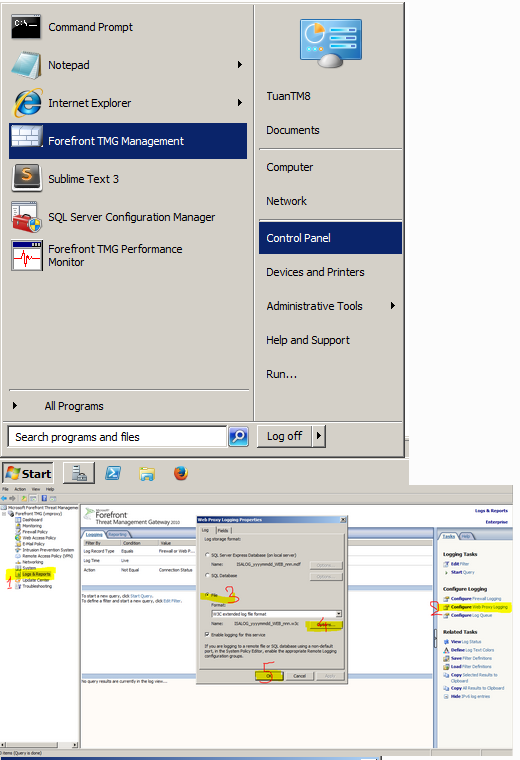 Command Prompt
Notepad
Internet Explorer
Forefront TMG Management
Sublime Text 3
SQL Server Configuration Manager
Forefront TMG Performance
Monitor
All Programs
Search programs and files
TuanTM8
Documents
Computer
Network
Control Panel
Devices and Printers
Administrative Tools
Help and Support
Run...
Log off
Start
File Action View Help
Microsoft Forefront Threat Managemen
Forefront TMG (vmproxy)
Dashboard
Monitoring
Firewall Policy
Web Access Policy
E-Mail Policy
Intrusion Prevention System
Remote Access Policy (VPN)
Networking
System
Logs & Reports
Update Center
Troubleshooting
1
Microsoft
Forefront
Threat Management Gateway 2010
Logs & Reports
Enterprise
Logging Reporting
Filter By Condition Value
Log Record Type Equals Firewall or Web P...
Log Time Live
Action Not Equal Connection Status
To start a new query, click Start Query.
To define a filter and start a new query, click Edit Filter.
No query results are currently in the log view...
Web Proxy Logging Properties
Log Fields
Log storage format:
SQL Server Express Database (on local server)
Name: ISALOG_yyyymmdd_WEB_nnn.mdf
Options...
SQL Database
Options...
File
3
Format:
W3C extended log file format
Name: ISALOG_yyyymmdd_WEB_nnn.w3c
Options...
4
Enable logging for this service
If you are logging to a remote file or SQL database using a non-default
port, in the System Policy Editor, enable the appropriate Remote Logging
configuration groups.
5
OK Cancel
Tasks Help
Logging Tasks
Edit Filter
Start Query
Configure Logging
Configure Firewall Logging
2
Configure Web Proxy Logging
Configure Log Queue
Related Tasks
View Log Status
Define Log Text Colors
Save Filter Definitions
Load Filter Definitions
Copy Selected Results to
Clipboard
Copy All Results to Clipboard
Hide IPv6 log entries
0 items (Query is done)